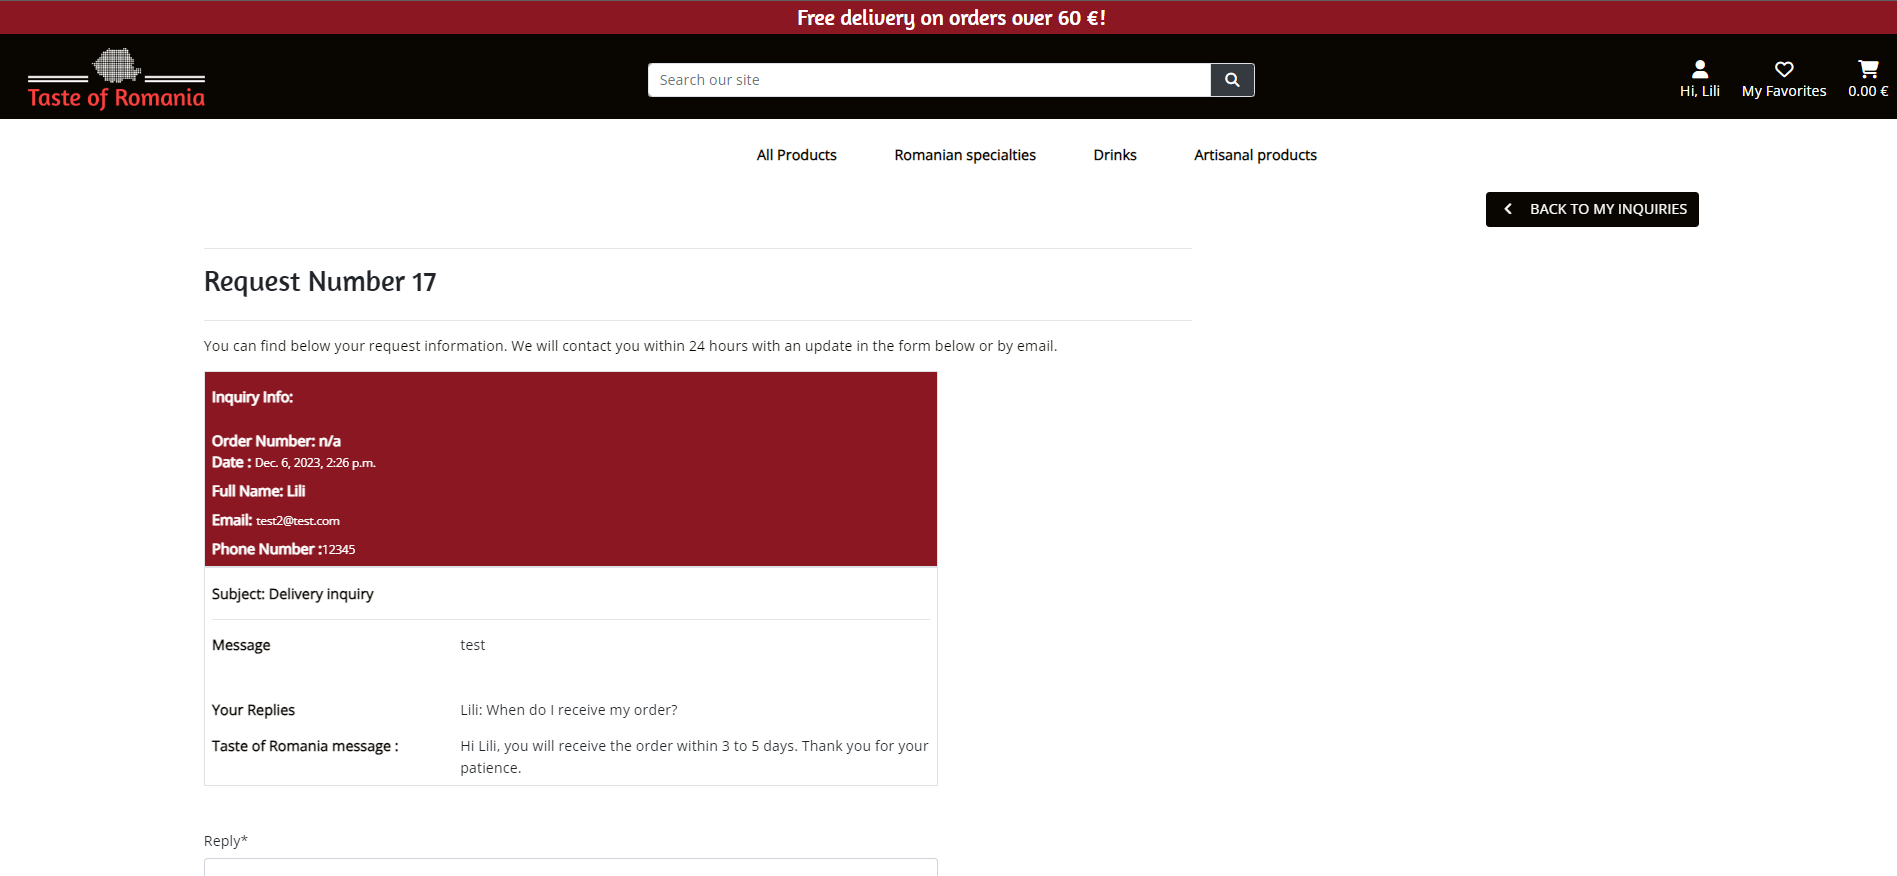 Free delivery on orders over 60 €!
Taste of Romania
Search our site
Hi, Lili
My Favorites
0.00 €
All Products
Romanian specialties
Drinks
Artisanal products
BACK TO MY INQUIRIES
Request Number 17
You can find below your request information. We will contact you within 24 hours with an update in the form below or by email.
Inquiry Info:
Order Number: n/a
Date : Dec. 6, 2023, 2:26 p.m.
Full Name: Lili
Email: test2@test.com
Phone Number :12345
Subject: Delivery inquiry
Message test
Your Replies Lili: When do I receive my order?
Taste of Romania message : Hi Lili, you will receive the order within 3 to 5 days. Thank you for your
patience.
Reply*